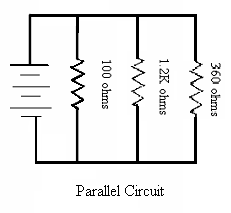 100 ohms
1.2K ohms
360 ohms
Parallel Circuit